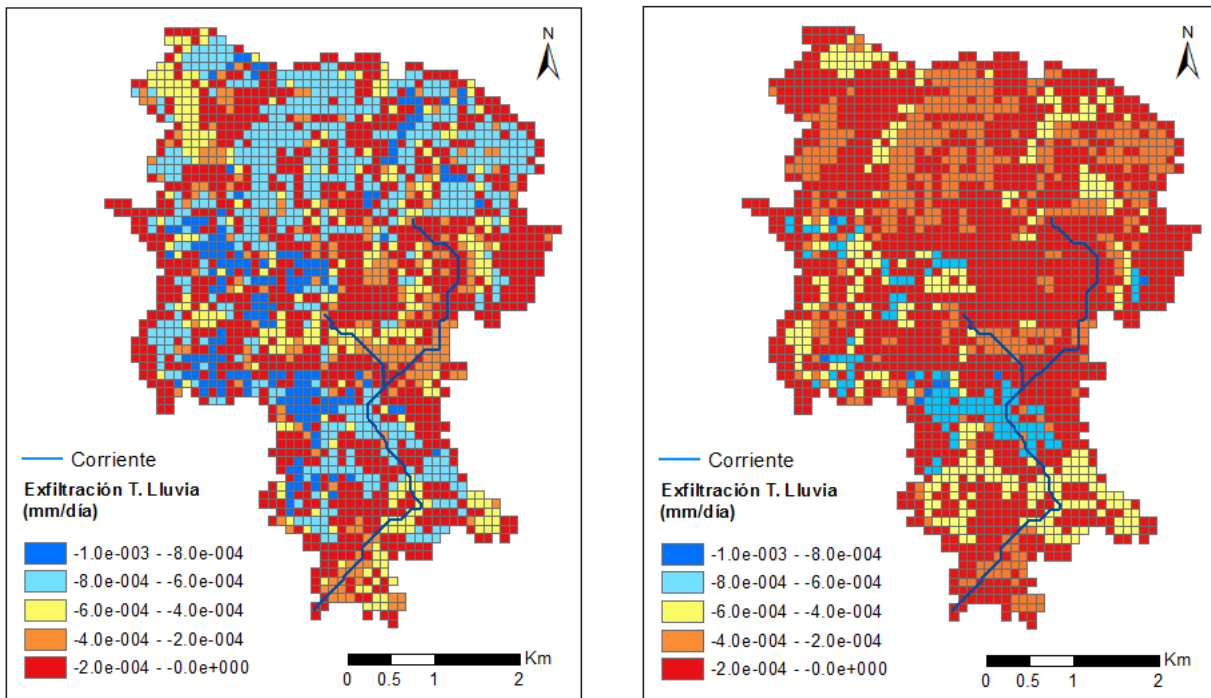 N
Corriente
Exfiltración T. Lluvia
(mm/día)
-1.0e-003 - -8.0e-004
-8.0e-004 - -6.0e-004
-6.0e-004 - -4.0e-004
-4.0e-004 - -2.0e-004
-2.0e-004 - -0.0e+000
Km
0 0.5 1 2
N
Corriente
Exfiltración T. Lluvia
(mm/día)
-1.0e-003 - -8.0e-004
-8.0e-004 - -6.0e-004
-6.0e-004 - -4.0e-004
-4.0e-004 - -2.0e-004
-2.0e-004 - -0.0e+000
Km
0 0.5 1 2